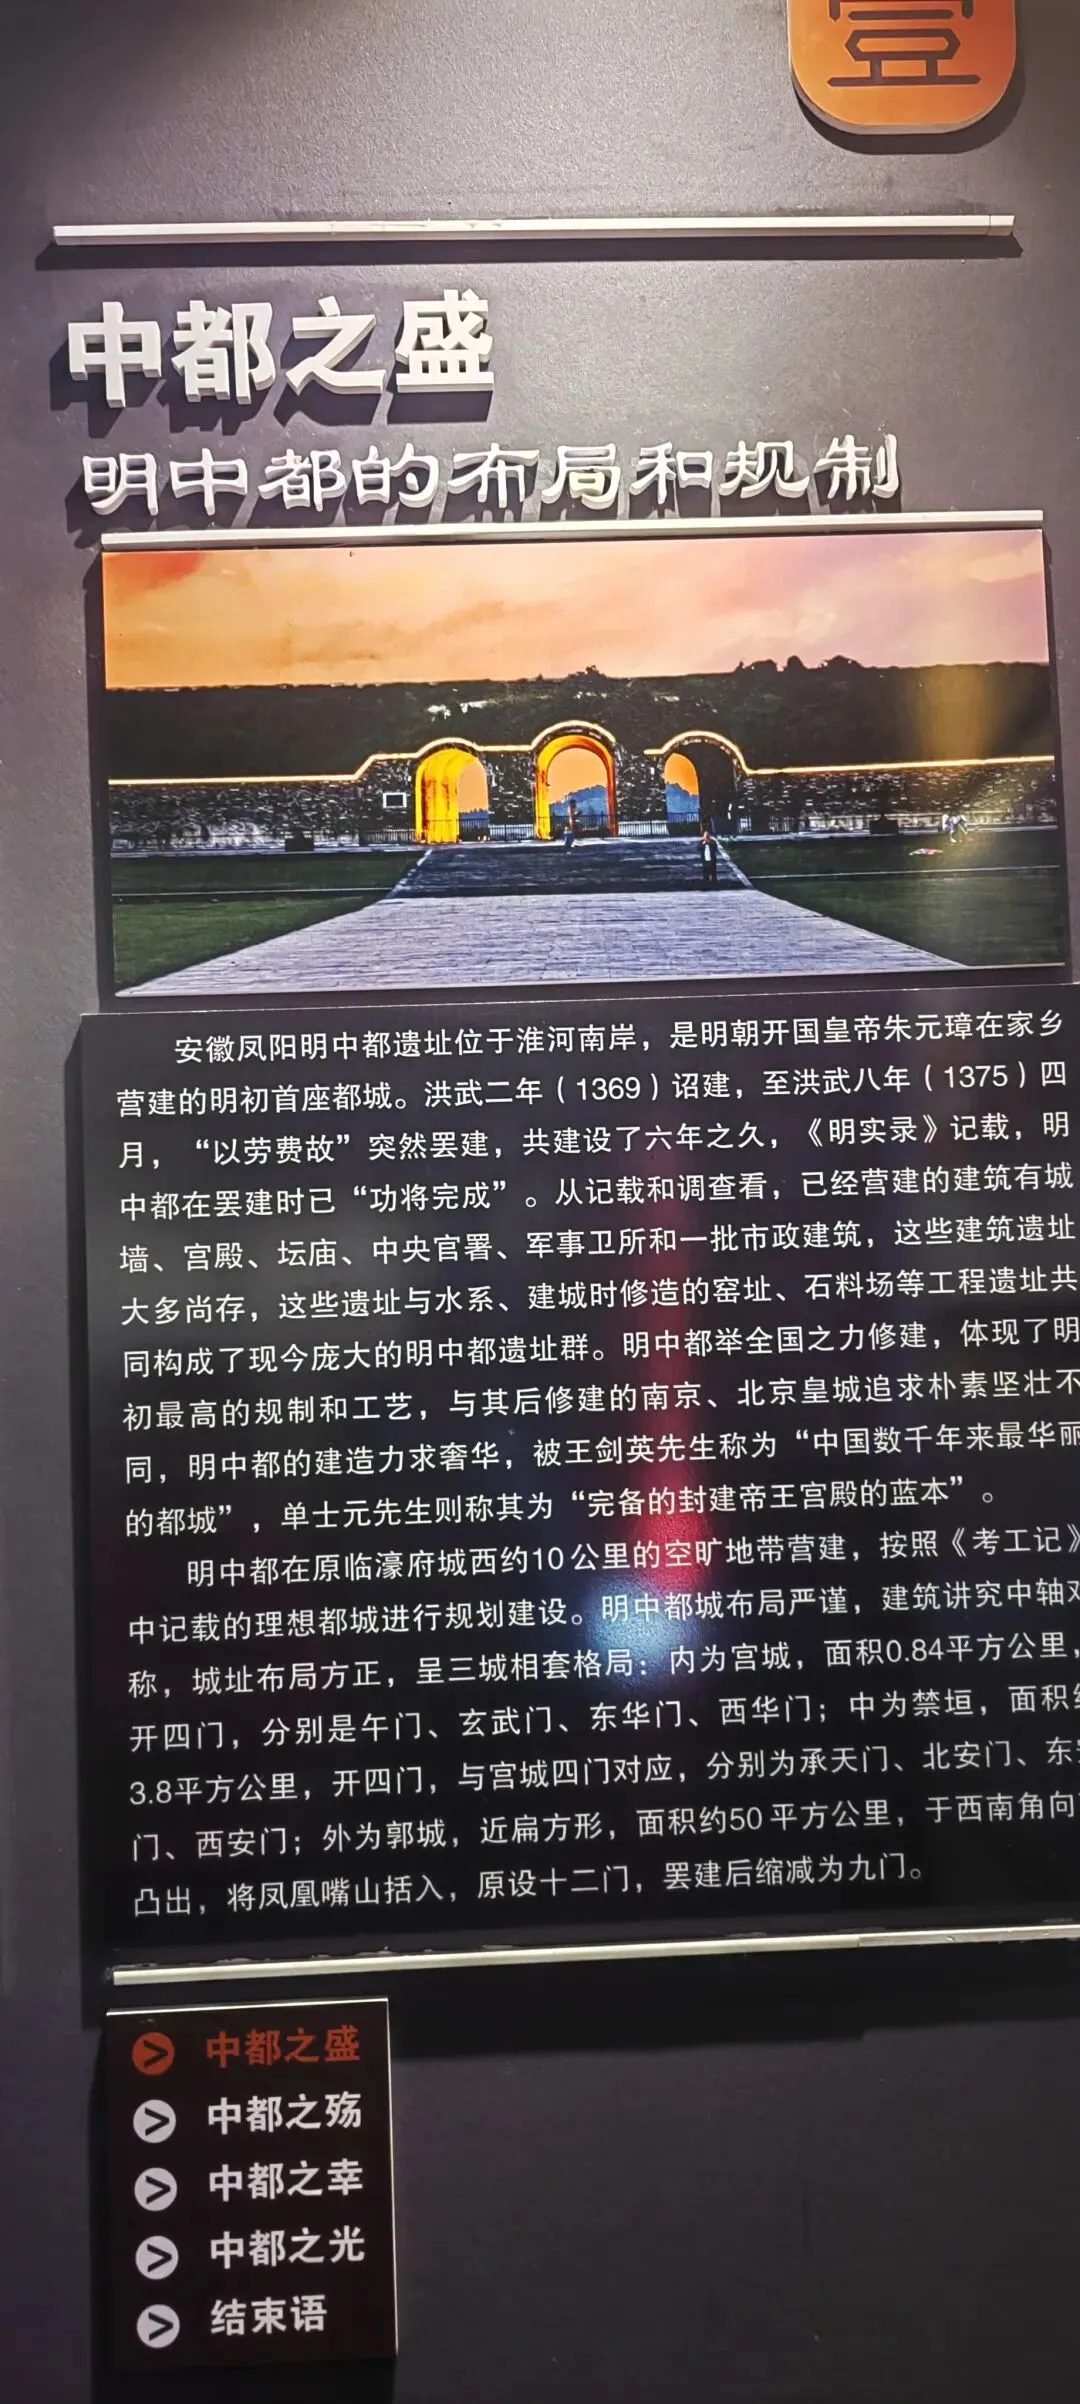 壹
中都之盛
明中都的布局和规制
安徽凤阳明中都遗址位于淮河南岸，是明朝开国皇帝朱元璋在家乡
营建的明初首座都城。洪武二年（1369）诏建，至洪武八年（1375）四
月，“以劳费故”突然罢建，共建设了六年之久，《明实录》记载，明
中都在罢建时已“功将完成”。从记载和调查看，已经营建的建筑有城
墙、宫殿、坛庙、中央官署、军事卫所和一批市政建筑，这些建筑遗址
大多尚存，这些遗址与水系、建城时修造的窑址、石料场等工程遗址共
同构成了现今庞大的明中都遗址群。明中都举全国之力修建，体现了明
初最高的规制和工艺，与其后修建的南京、北京皇城追求朴素坚壮不
同，明中都的建造力求奢华，被王剑英先生称为“中国数千年来最华丽
的都城”，单士元先生则称其为“完备的封建帝王宫殿的蓝本”。
明中都在原临濠府城西约10公里的空旷地带营建，按照《考工记》
中记载的理想都城进行规划建设。明中都城布局严谨，建筑讲究中轴对
称，城址布局方正，呈三城相套格局：内为宫城，面积0.84平方公里，
开四门，分别是午门、玄武门、东华门、西华门；中为禁垣，面积
3.8平方公里，开四门，与宫城四门对应，分别为承天门、北安门、东安
门、西安门；外为郭城，近扁方形，面积约50平方公里，于西南角向
凸出，将凤凰嘴山括入，原设十二门，罢建后缩减为九门。
中都之盛
中都之殇
中都之幸
中都之光
结束语